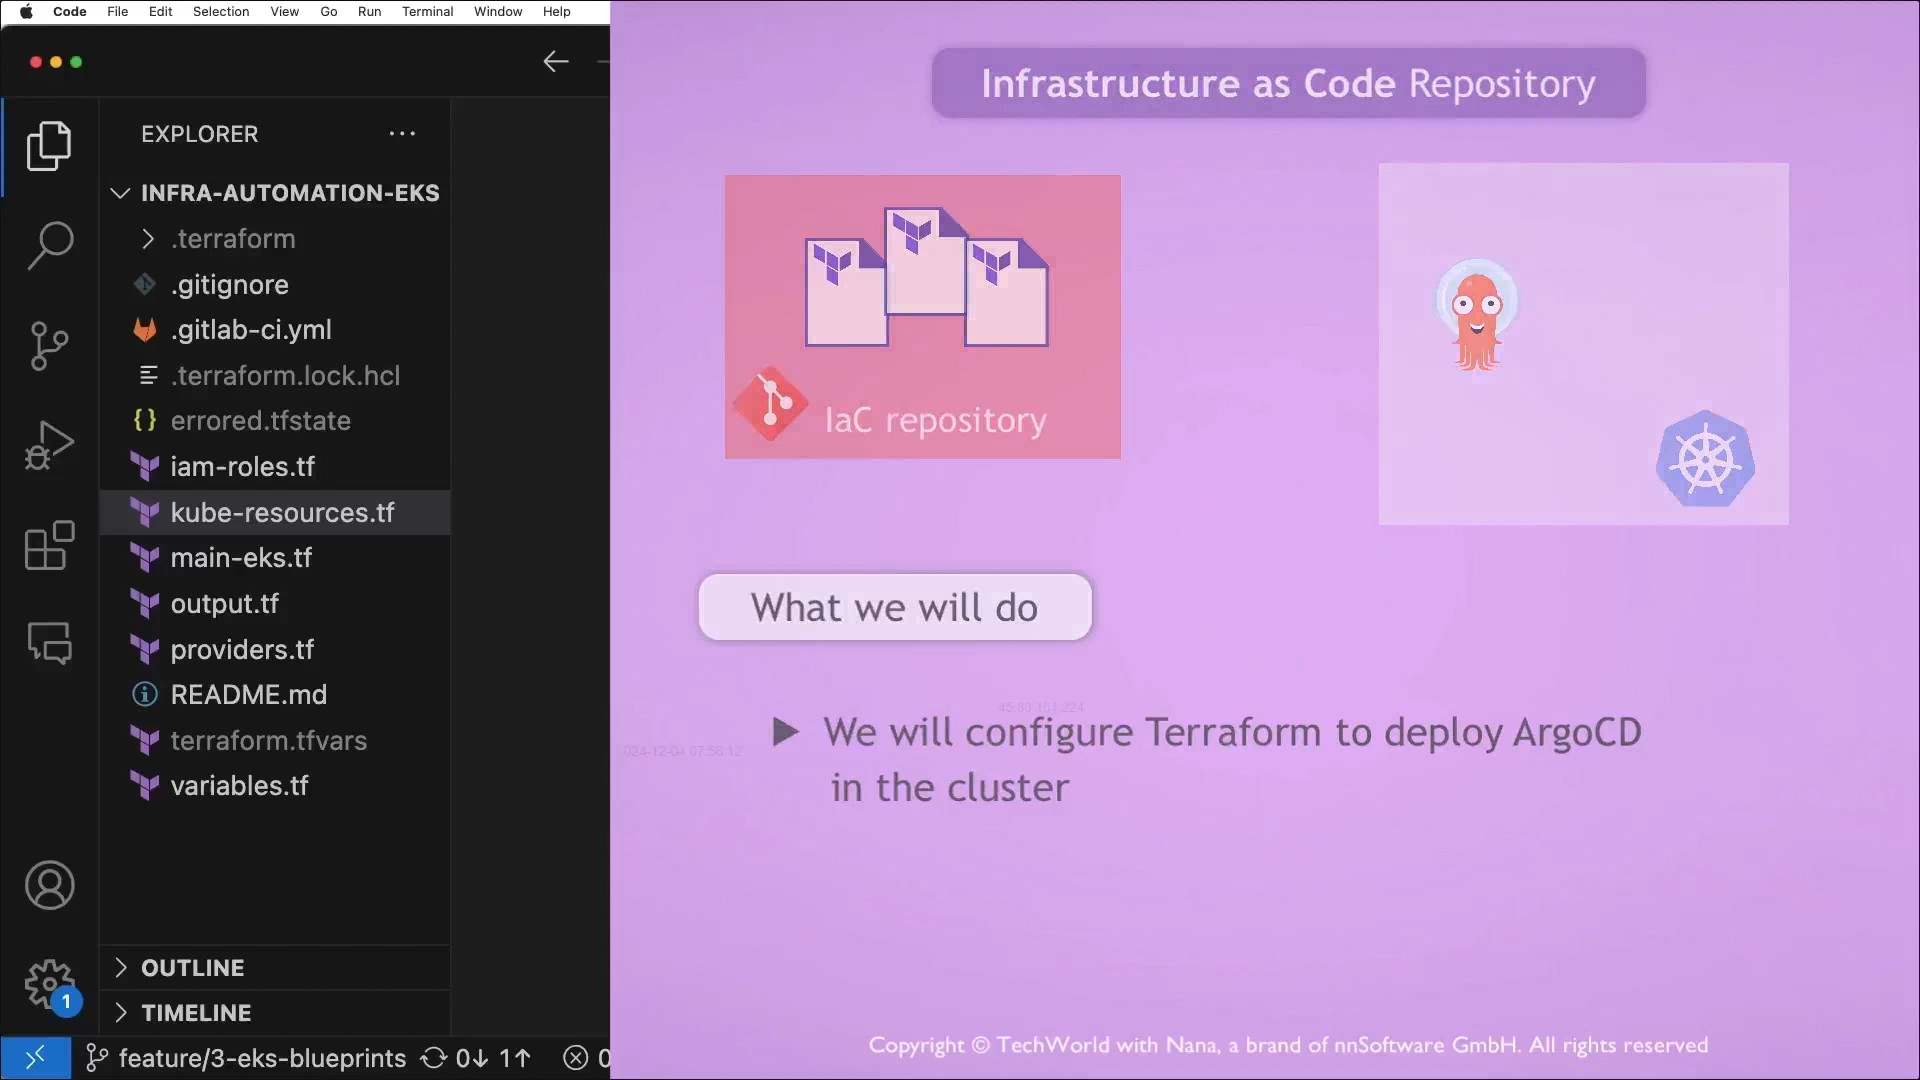 Code File Edit Selection View Go Run Terminal Window Help
EXPLORER ...
INFRA-AUTOMATION-EKS
.terraform
.gitignore
.gitlab-ci.yml
.terraform.lock.hcl
errored.tfstate
iam-roles.tf
kube-resources.tf
main-eks.tf
output.tf
providers.tf
README.md
terraform.tfvars
variables.tf
OUTLINE
TIMELINE
1
feature/3-eks-blueprints 0↓ 1↑ 0
Infrastructure as Code Repository
IaC repository
What we will do
We will configure Terraform to deploy ArgoCD
in the cluster
Copyright © TechWorld with Nana, a brand of nnSoftware GmbH. All rights reserved